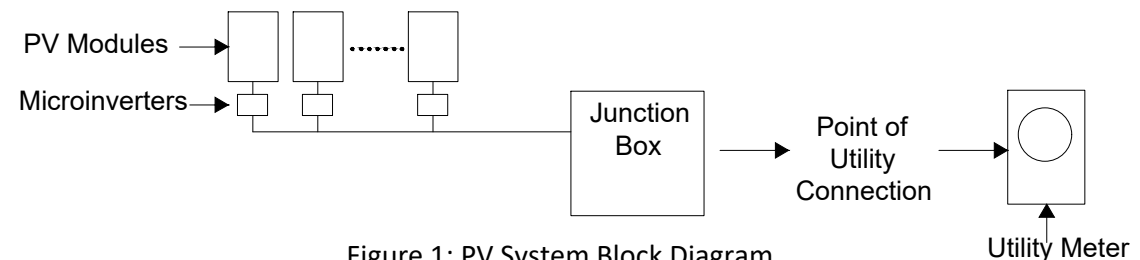 PV Modules
Microinverters
Junction
Box
Point of
Utility
Connection
Utility Meter
Figure 1: PV System Block Diagram